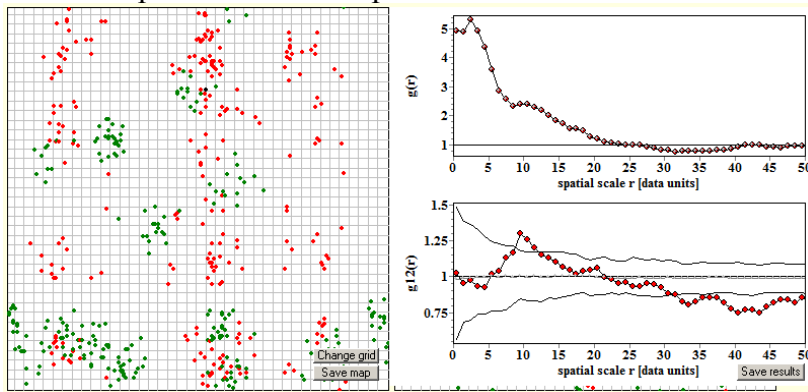 Change grid
Save map
g(r)
5
4
3
2
1
0 5 10 15 20 25 30 35 40 45 50
spatial scale r [data units]
g12(r)
1.5
1.25
1
0.75
0 5 10 15 20 25 30 35 40 45 50
spatial scale r [data units]
Save results